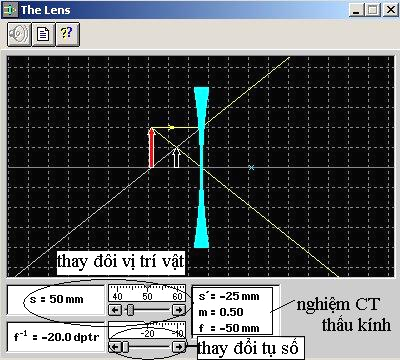 The Lens
??
thay đổi vị trí vật
s = 50 mm
40 50 60
s´= -25 mm
m = 0.50
f = -50 mm
nghiệm CT
thấu kính
f⁻¹ = -20.0 dptr
-20 10
thay đổi tụ số